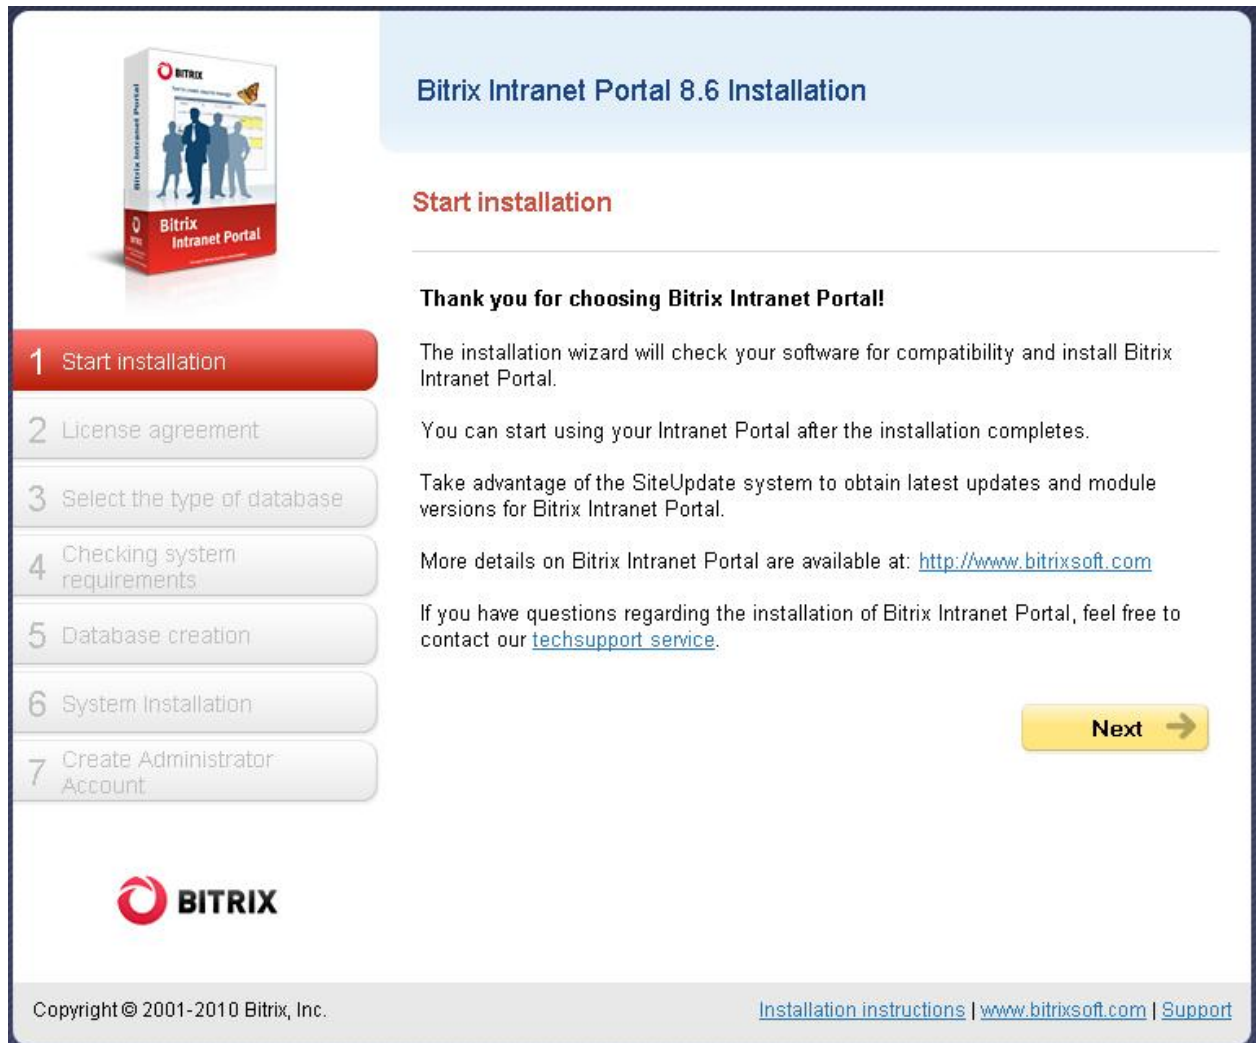 BITRIX
Bitrix Intranet Portal
Bitrix
Intranet Portal
Bitrix Intranet Portal 8.6 Installation
Start installation
Thank you for choosing Bitrix Intranet Portal!
The installation wizard will check your software for compatibility and install Bitrix
Intranet Portal.
You can start using your Intranet Portal after the installation completes.
Take advantage of the SiteUpdate system to obtain latest updates and module
versions for Bitrix Intranet Portal.
More details on Bitrix Intranet Portal are available at: http://www.bitrixsoft.com
If you have questions regarding the installation of Bitrix Intranet Portal, feel free to
contact our techsupport service.
Next
1 Start installation
2 License agreement
3 Select the type of database
4 Checking system
requirements
5 Database creation
6 System Installation
7 Create Administrator
Account
BITRIX
Copyright © 2001-2010 Bitrix, Inc.
Installation instructions | www.bitrixsoft.com | Support